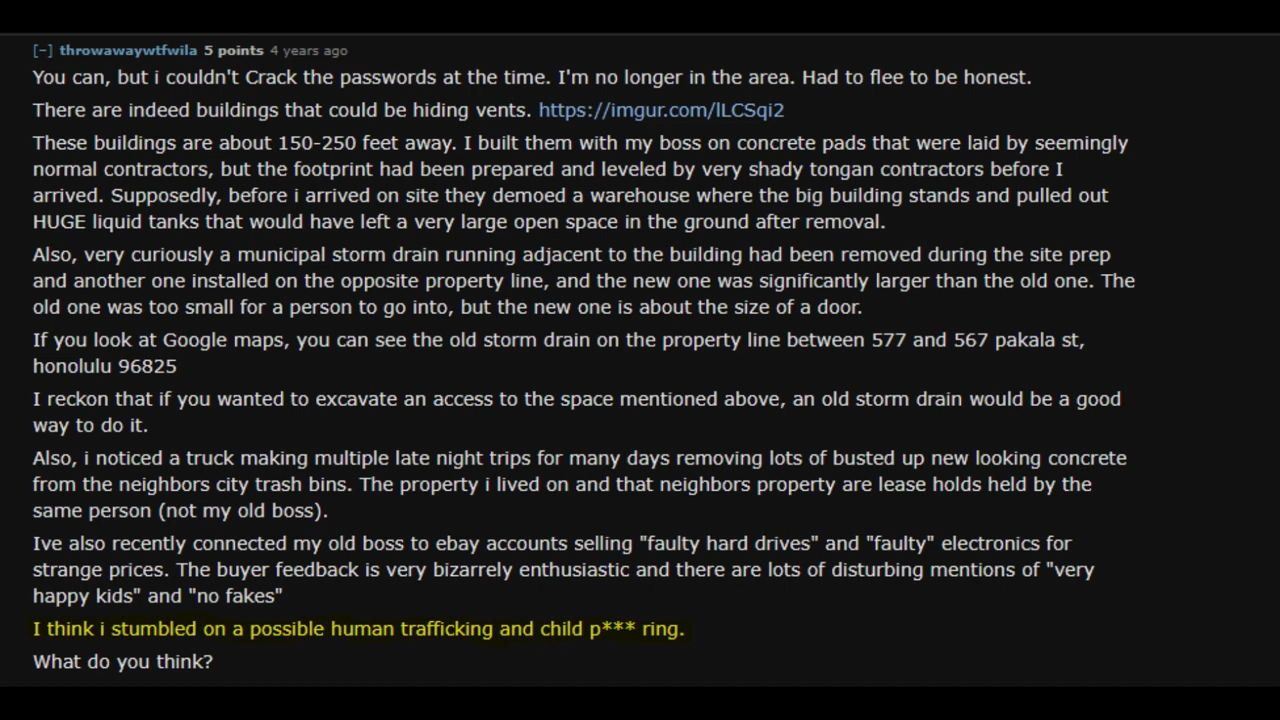 [–] throwawaywtfwila 5 points 4 years ago
You can, but i couldn't Crack the passwords at the time. I'm no longer in the area. Had to flee to be honest.
There are indeed buildings that could be hiding vents. https://imgur.com/lLCSqi2
These buildings are about 150-250 feet away. I built them with my boss on concrete pads that were laid by seemingly
normal contractors, but the footprint had been prepared and leveled by very shady tongan contractors before I
arrived. Supposedly, before i arrived on site they demoed a warehouse where the big building stands and pulled out
HUGE liquid tanks that would have left a very large open space in the ground after removal.
Also, very curiously a municipal storm drain running adjacent to the building had been removed during the site prep
and another one installed on the opposite property line, and the new one was significantly larger than the old one. The
old one was too small for a person to go into, but the new one is about the size of a door.
If you look at Google maps, you can see the old storm drain on the property line between 577 and 567 pakala st,
honolulu 96825
I reckon that if you wanted to excavate an access to the space mentioned above, an old storm drain would be a good
way to do it.
Also, i noticed a truck making multiple late night trips for many days removing lots of busted up new looking concrete
from the neighbors city trash bins. The property i lived on and that neighbors property are lease holds held by the
same person (not my old boss).
Ive also recently connected my old boss to ebay accounts selling "faulty hard drives" and "faulty" electronics for
strange prices. The buyer feedback is very bizarrely enthusiastic and there are lots of disturbing mentions of "very
happy kids" and "no fakes"
I think i stumbled on a possible human trafficking and child p*** ring.
What do you think?